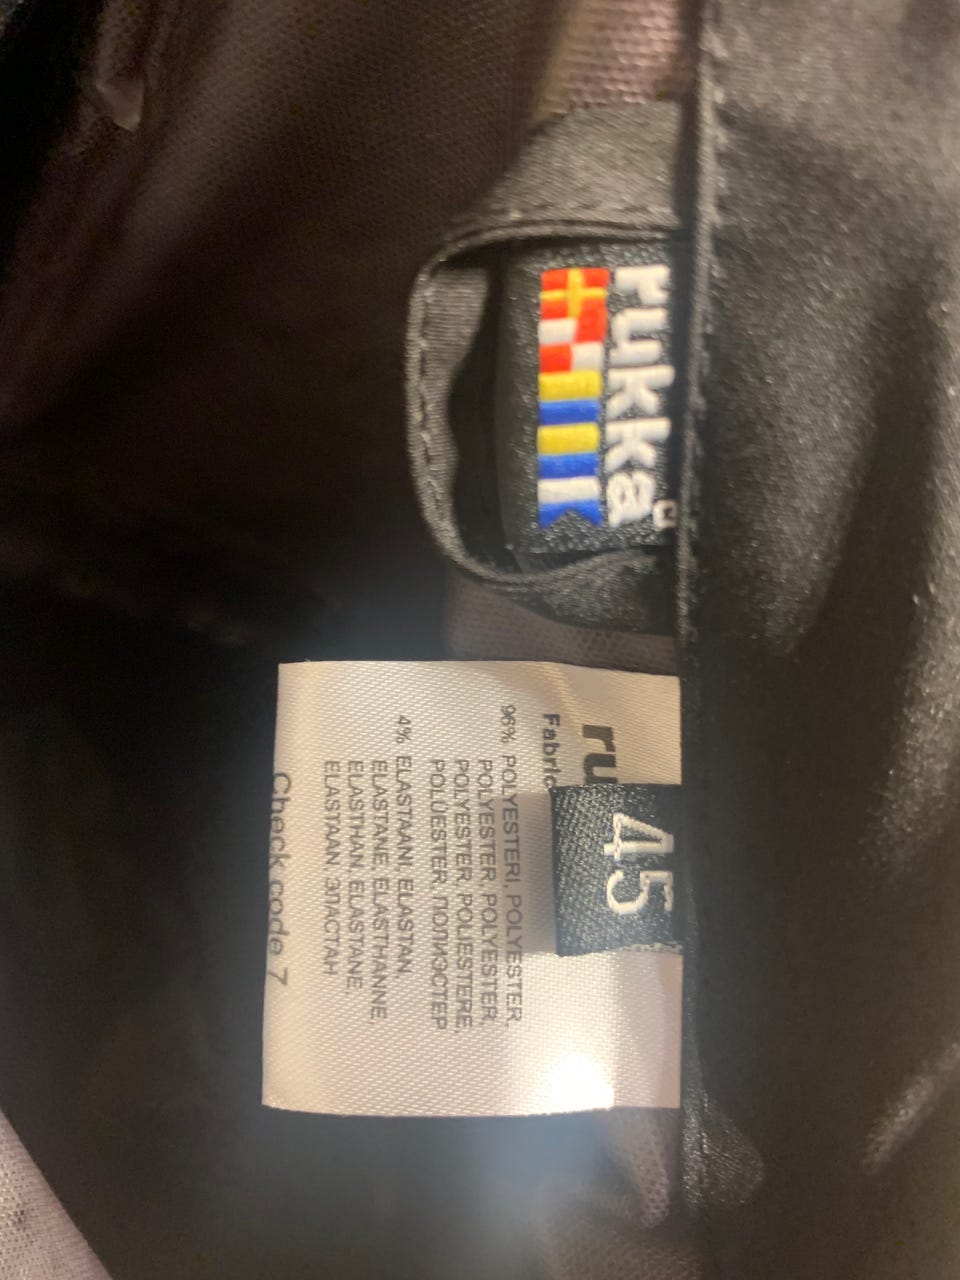 rukka
45
ru
Fabric
96% POLYESTERI, POLYESTER,
POLYESTER, POLYESTER,
POLYESTER, POLIESTERE,
POLUESTER, ПОЛИЭСТЕР
4% ELASTAANI, ELASTAN,
ELASTANE, ELASTHANNE,
ELASTHAN, ELASTANE,
ELASTAAN, ЭЛАСТАН
Check code 7